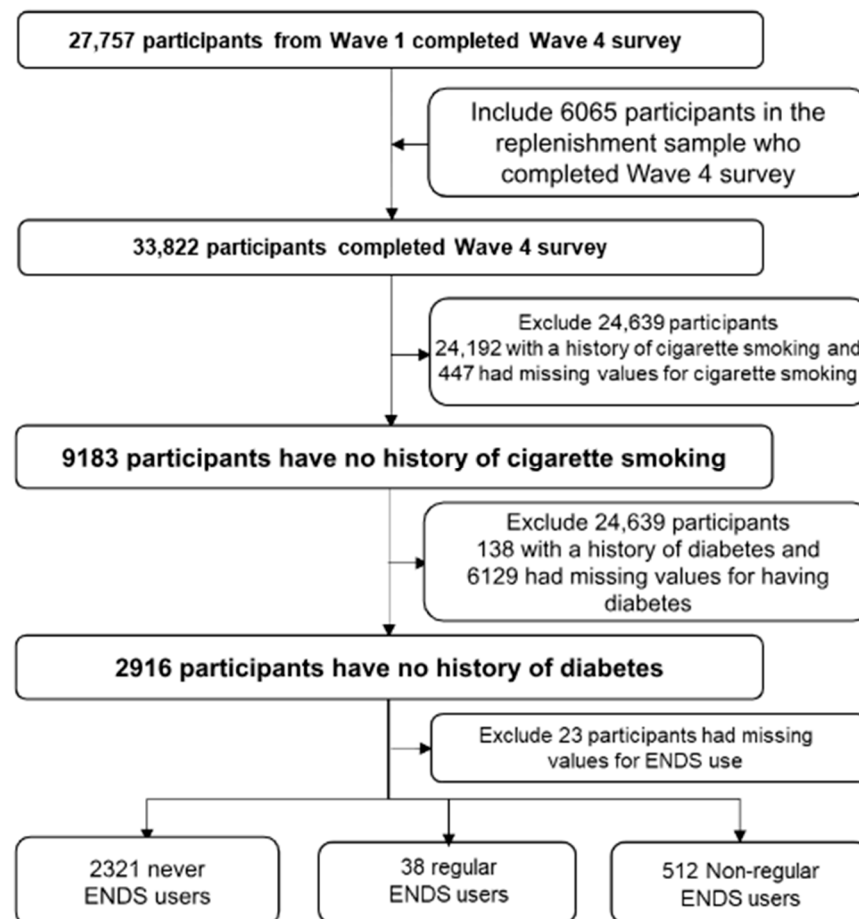 27,757 participants from Wave 1 completed Wave 4 survey
Include 6065 participants in the
replenishment sample who
completed Wave 4 survey
33,822 participants completed Wave 4 survey
Exclude 24,639 participants
24,192 with a history of cigarette smoking and
447 had missing values for cigarette smoking
9183 participants have no history of cigarette smoking
Exclude 24,639 participants
138 with a history of diabetes and
6129 had missing values for having
diabetes
2916 participants have no history of diabetes
Exclude 23 participants had missing
values for ENDS use
2321 never
ENDS users
38 regular
ENDS users
512 Non-regular
ENDS users